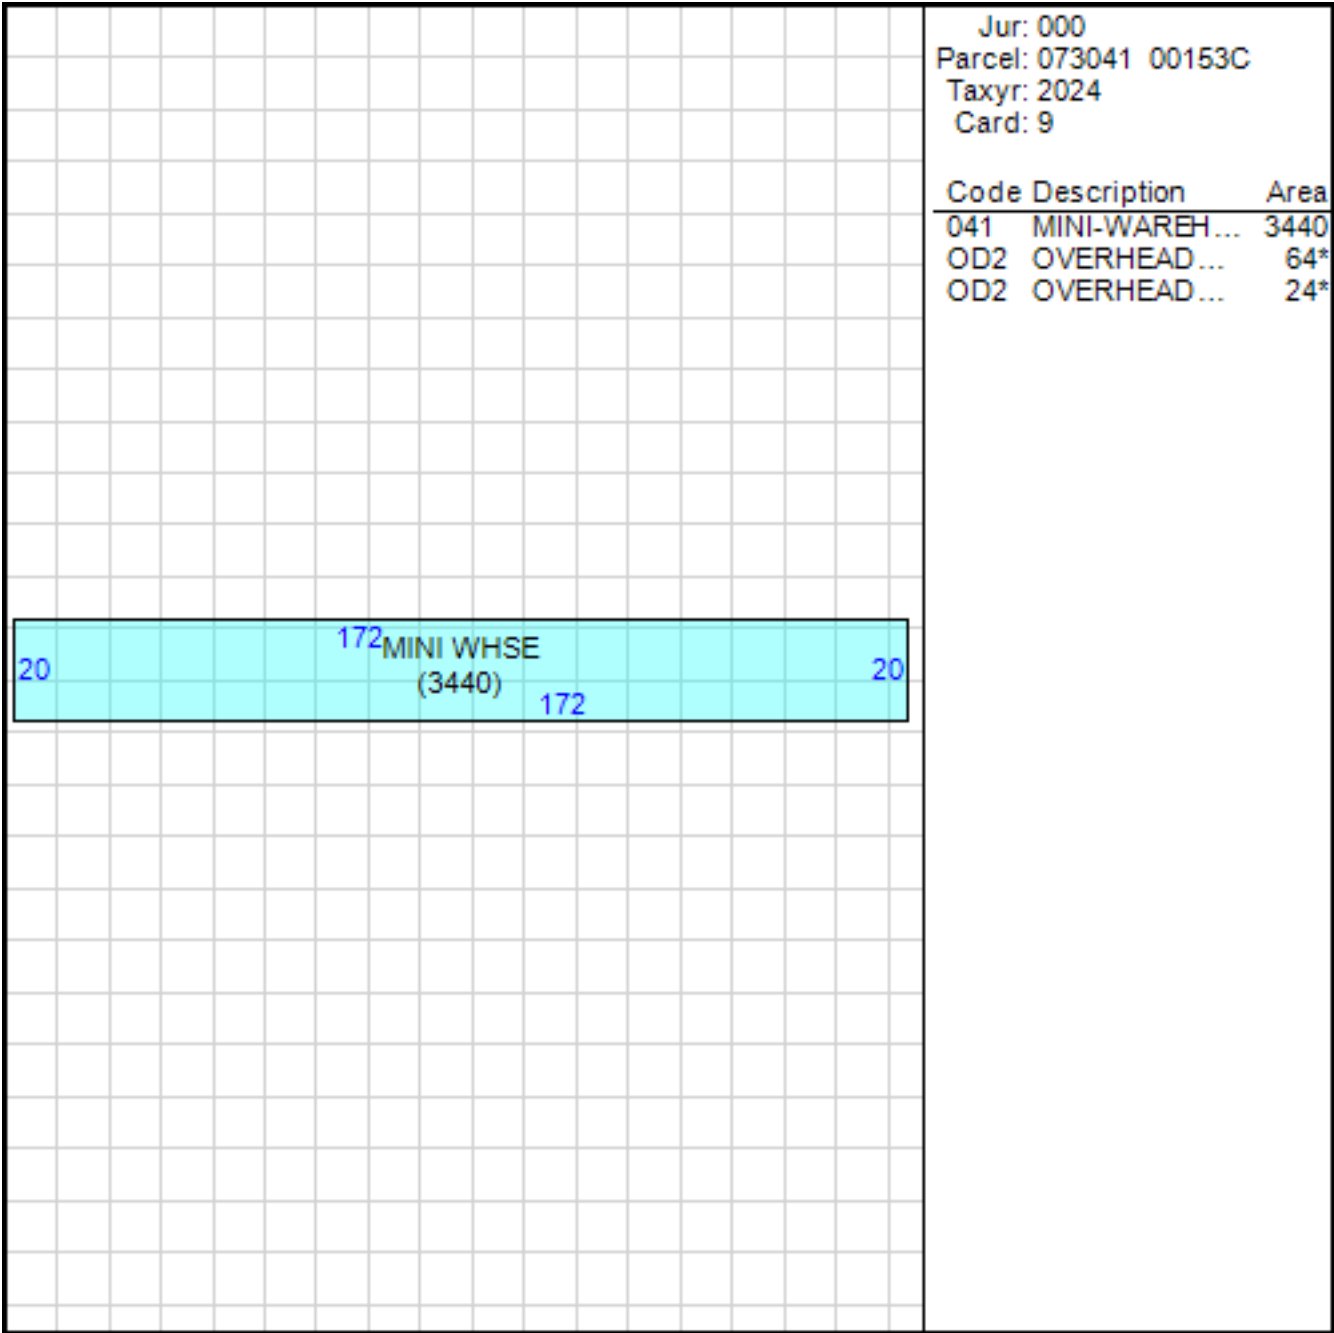 Jur: 000
Parcel: 073041 00153C
Taxyr: 2024
Card: 9
Code Description Area
041 MINI-WAREH... 3440
OD2 OVERHEAD... 64*
OD2 OVERHEAD... 24*
172
MINI WHSE
20
20
(3440)
172